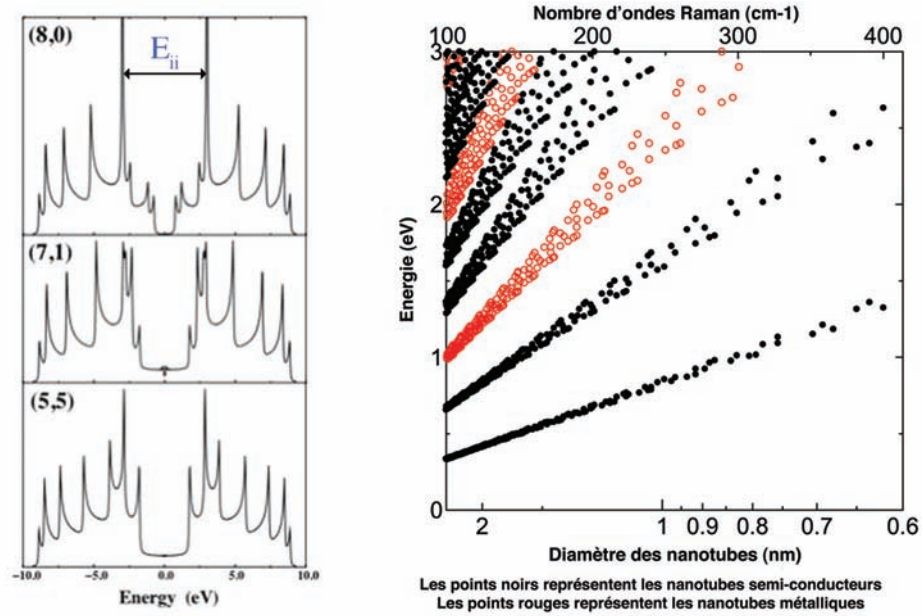 (8,0)
E_ii
(7,1)
(5,5)
-10.0 -5.0 0.0 5.0 10.0
Energy (eV)
Nombre d'ondes Raman (cm-1)
100 200 300 400
3
2
1
0
Energie (eV)
2 1 0.9 0.8 0.7 0.6
Diamètre des nanotubes (nm)
Les points noirs représentent les nanotubes semi-conducteurs
Les points rouges représentent les nanotubes métalliques